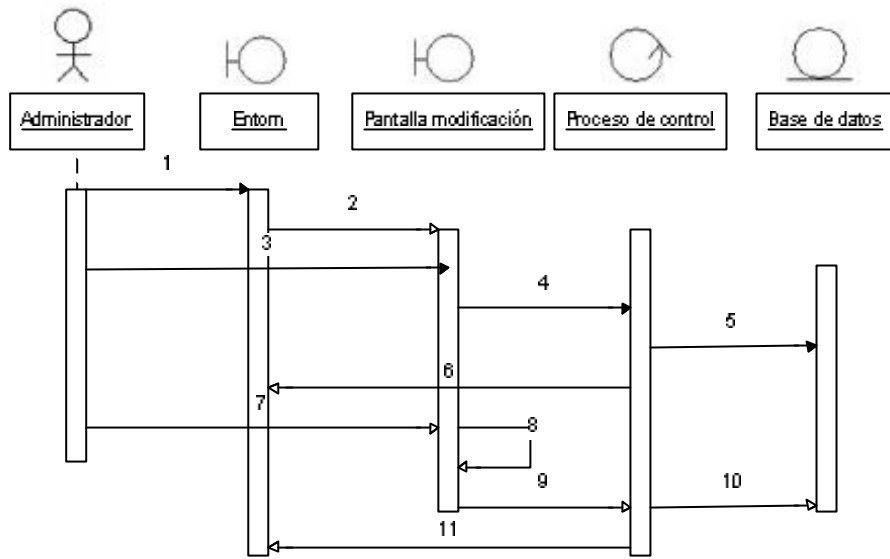 Administrador
Entorn
Pantalla modificación
Proceso de control
Base de datos
1
2
3
4
5
6
7
8
9
10
11